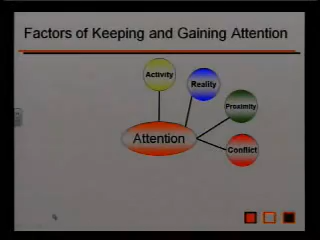 Factors of Keeping and Gaining Attention
Activity
Reality
Proximity
Attention
Conflict